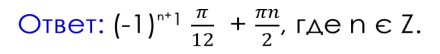 Ответ: (-1)ⁿ⁺¹ π/12 + πn/2, где n є Z.